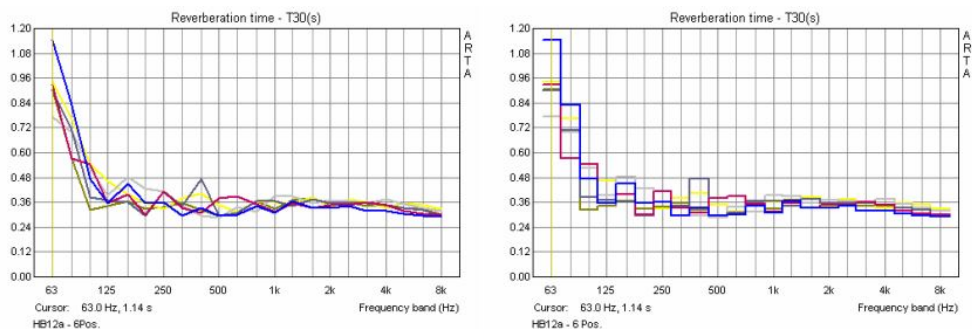 Reverberation time - T30(s)
1.20
1.08
0.96
0.84
0.72
0.60
0.48
0.36
0.24
0.12
0.00
A
R
T
A
63 125 250 500 1k 2k 4k 8k
Cursor: 63.0 Hz, 1.14 s Frequency band (Hz)
HB12a - 6Pos.
Reverberation time - T30(s)
1.20
1.08
0.96
0.84
0.72
0.60
0.48
0.36
0.24
0.12
0.00
A
R
T
A
63 125 250 500 1k 2k 4k 8k
Cursor: 63.0 Hz, 1.14 s Frequency band (Hz)
HB12a - 6 Pos.